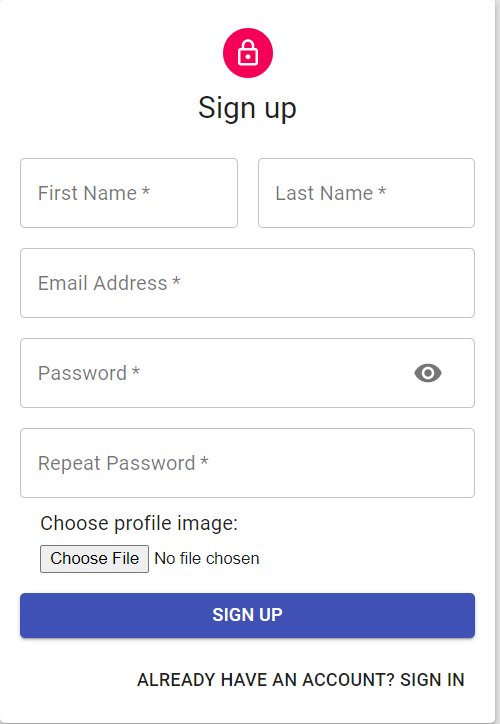 Sign up
First Name *
Last Name *
Email Address *
Password *
Repeat Password *
Choose profile image:
Choose File No file chosen
SIGN UP
ALREADY HAVE AN ACCOUNT? SIGN IN